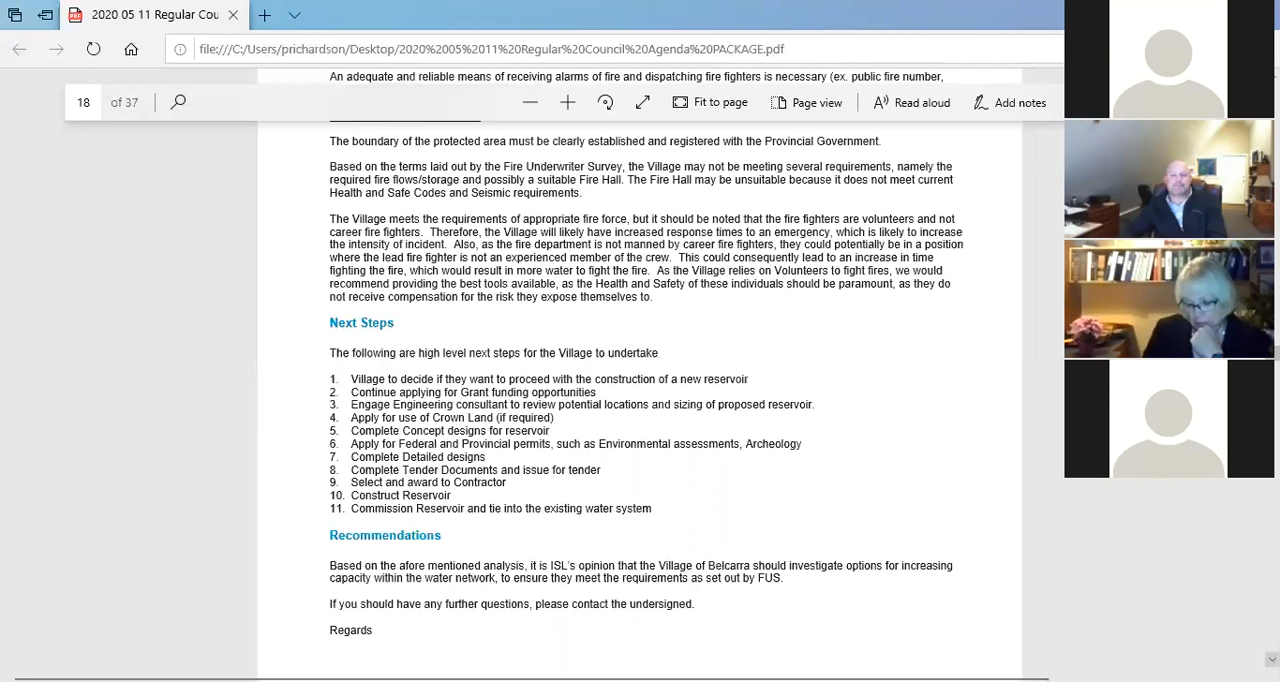 2020 05 11 Regular Cou
file:///C:/Users/prichardson/Desktop/2020%2005%2011%20Regular%20Council%20Agenda%20PACKAGE.pdf
An adequate and reliable means of receiving alarms of fire and dispatching fire fighters is necessary (ex. public fire number,
18 of 37 Fit to page Page view Read aloud Add notes
The boundary of the protected area must be clearly established and registered with the Provincial Government.
Based on the terms laid out by the Fire Underwriter Survey, the Village may not be meeting several requirements, namely the
required fire flows/storage and possibly a suitable Fire Hall. The Fire Hall may be unsuitable because it does not meet current
Health and Safe Codes and Seismic requirements.
The Village meets the requirements of appropriate fire force, but it should be noted that the fire fighters are volunteers and not
career fire fighters. Therefore, the Village will likely have increased response times to an emergency, which is likely to increase
the intensity of incident. Also, as the fire department is not manned by career fire fighters, they could potentially be in a position
where the lead fire fighter is not an experienced member of the crew. This could consequently lead to an increase in time
fighting the fire, which would result in more water to fight the fire. As the Village relies on Volunteers to fight fires, we would
recommend providing the best tools available, as the Health and Safety of these individuals should be paramount, as they do
not receive compensation for the risk they expose themselves to.
Next Steps
The following are high level next steps for the Village to undertake
1. Village to decide if they want to proceed with the construction of a new reservoir
2. Continue applying for Grant funding opportunities
3. Engage Engineering consultant to review potential locations and sizing of proposed reservoir.
4. Apply for use of Crown Land (if required)
5. Complete Concept designs for reservoir
6. Apply for Federal and Provincial permits, such as Environmental assessments, Archeology
7. Complete Detailed designs
8. Complete Tender Documents and issue for tender
9. Select and award to Contractor
10. Construct Reservoir
11. Commission Reservoir and tie into the existing water system
Recommendations
Based on the afore mentioned analysis, it is ISL's opinion that the Village of Belcarra should investigate options for increasing
capacity within the water network, to ensure they meet the requirements as set out by FUS.
If you should have any further questions, please contact the undersigned.
Regards